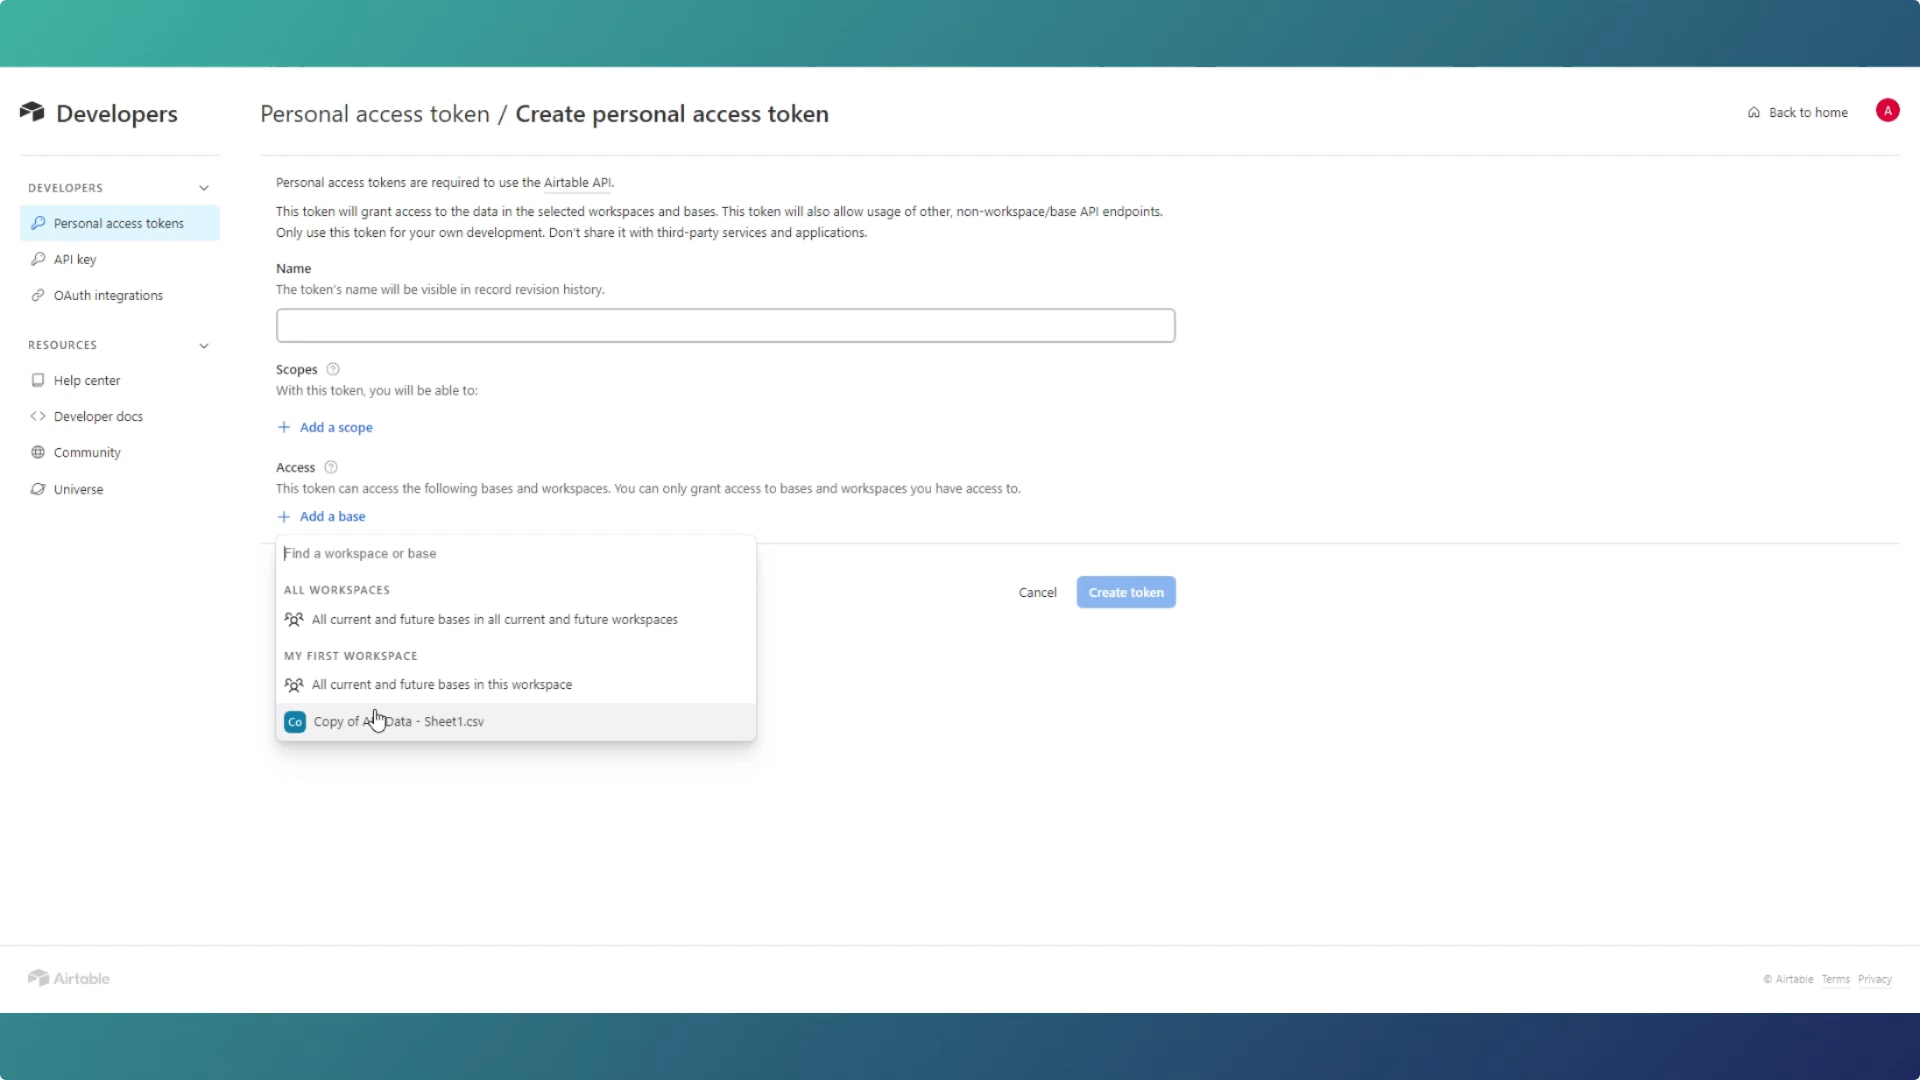 Developers
Personal access token / Create personal access token
Back to home
A
DEVELOPERS
Personal access tokens
API key
OAuth integrations
RESOURCES
Help center
Developer docs
Community
Universe
Personal access tokens are required to use the Airtable API.
This token will grant access to the data in the selected workspaces and bases. This token will also allow usage of other, non-workspace/base API endpoints.
Only use this token for your own development. Don't share it with third-party services and applications.
Name
The token's name will be visible in record revision history.
Scopes ?
With this token, you will be able to:
+ Add a scope
Access ?
This token can access the following bases and workspaces. You can only grant access to bases and workspaces you have access to.
+ Add a base
Find a workspace or base
ALL WORKSPACES
All current and future bases in all current and future workspaces
MY FIRST WORKSPACE
All current and future bases in this workspace
Co Copy of Data - Sheet1.csv
Cancel
Create token
Airtable
© Airtable Terms Privacy